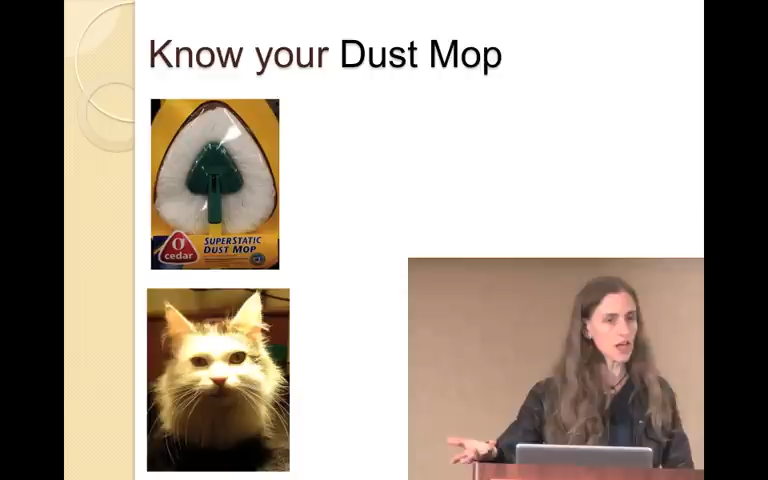 Know your Dust Mop
O
cedar
SUPERSTATIC
DUST MOP